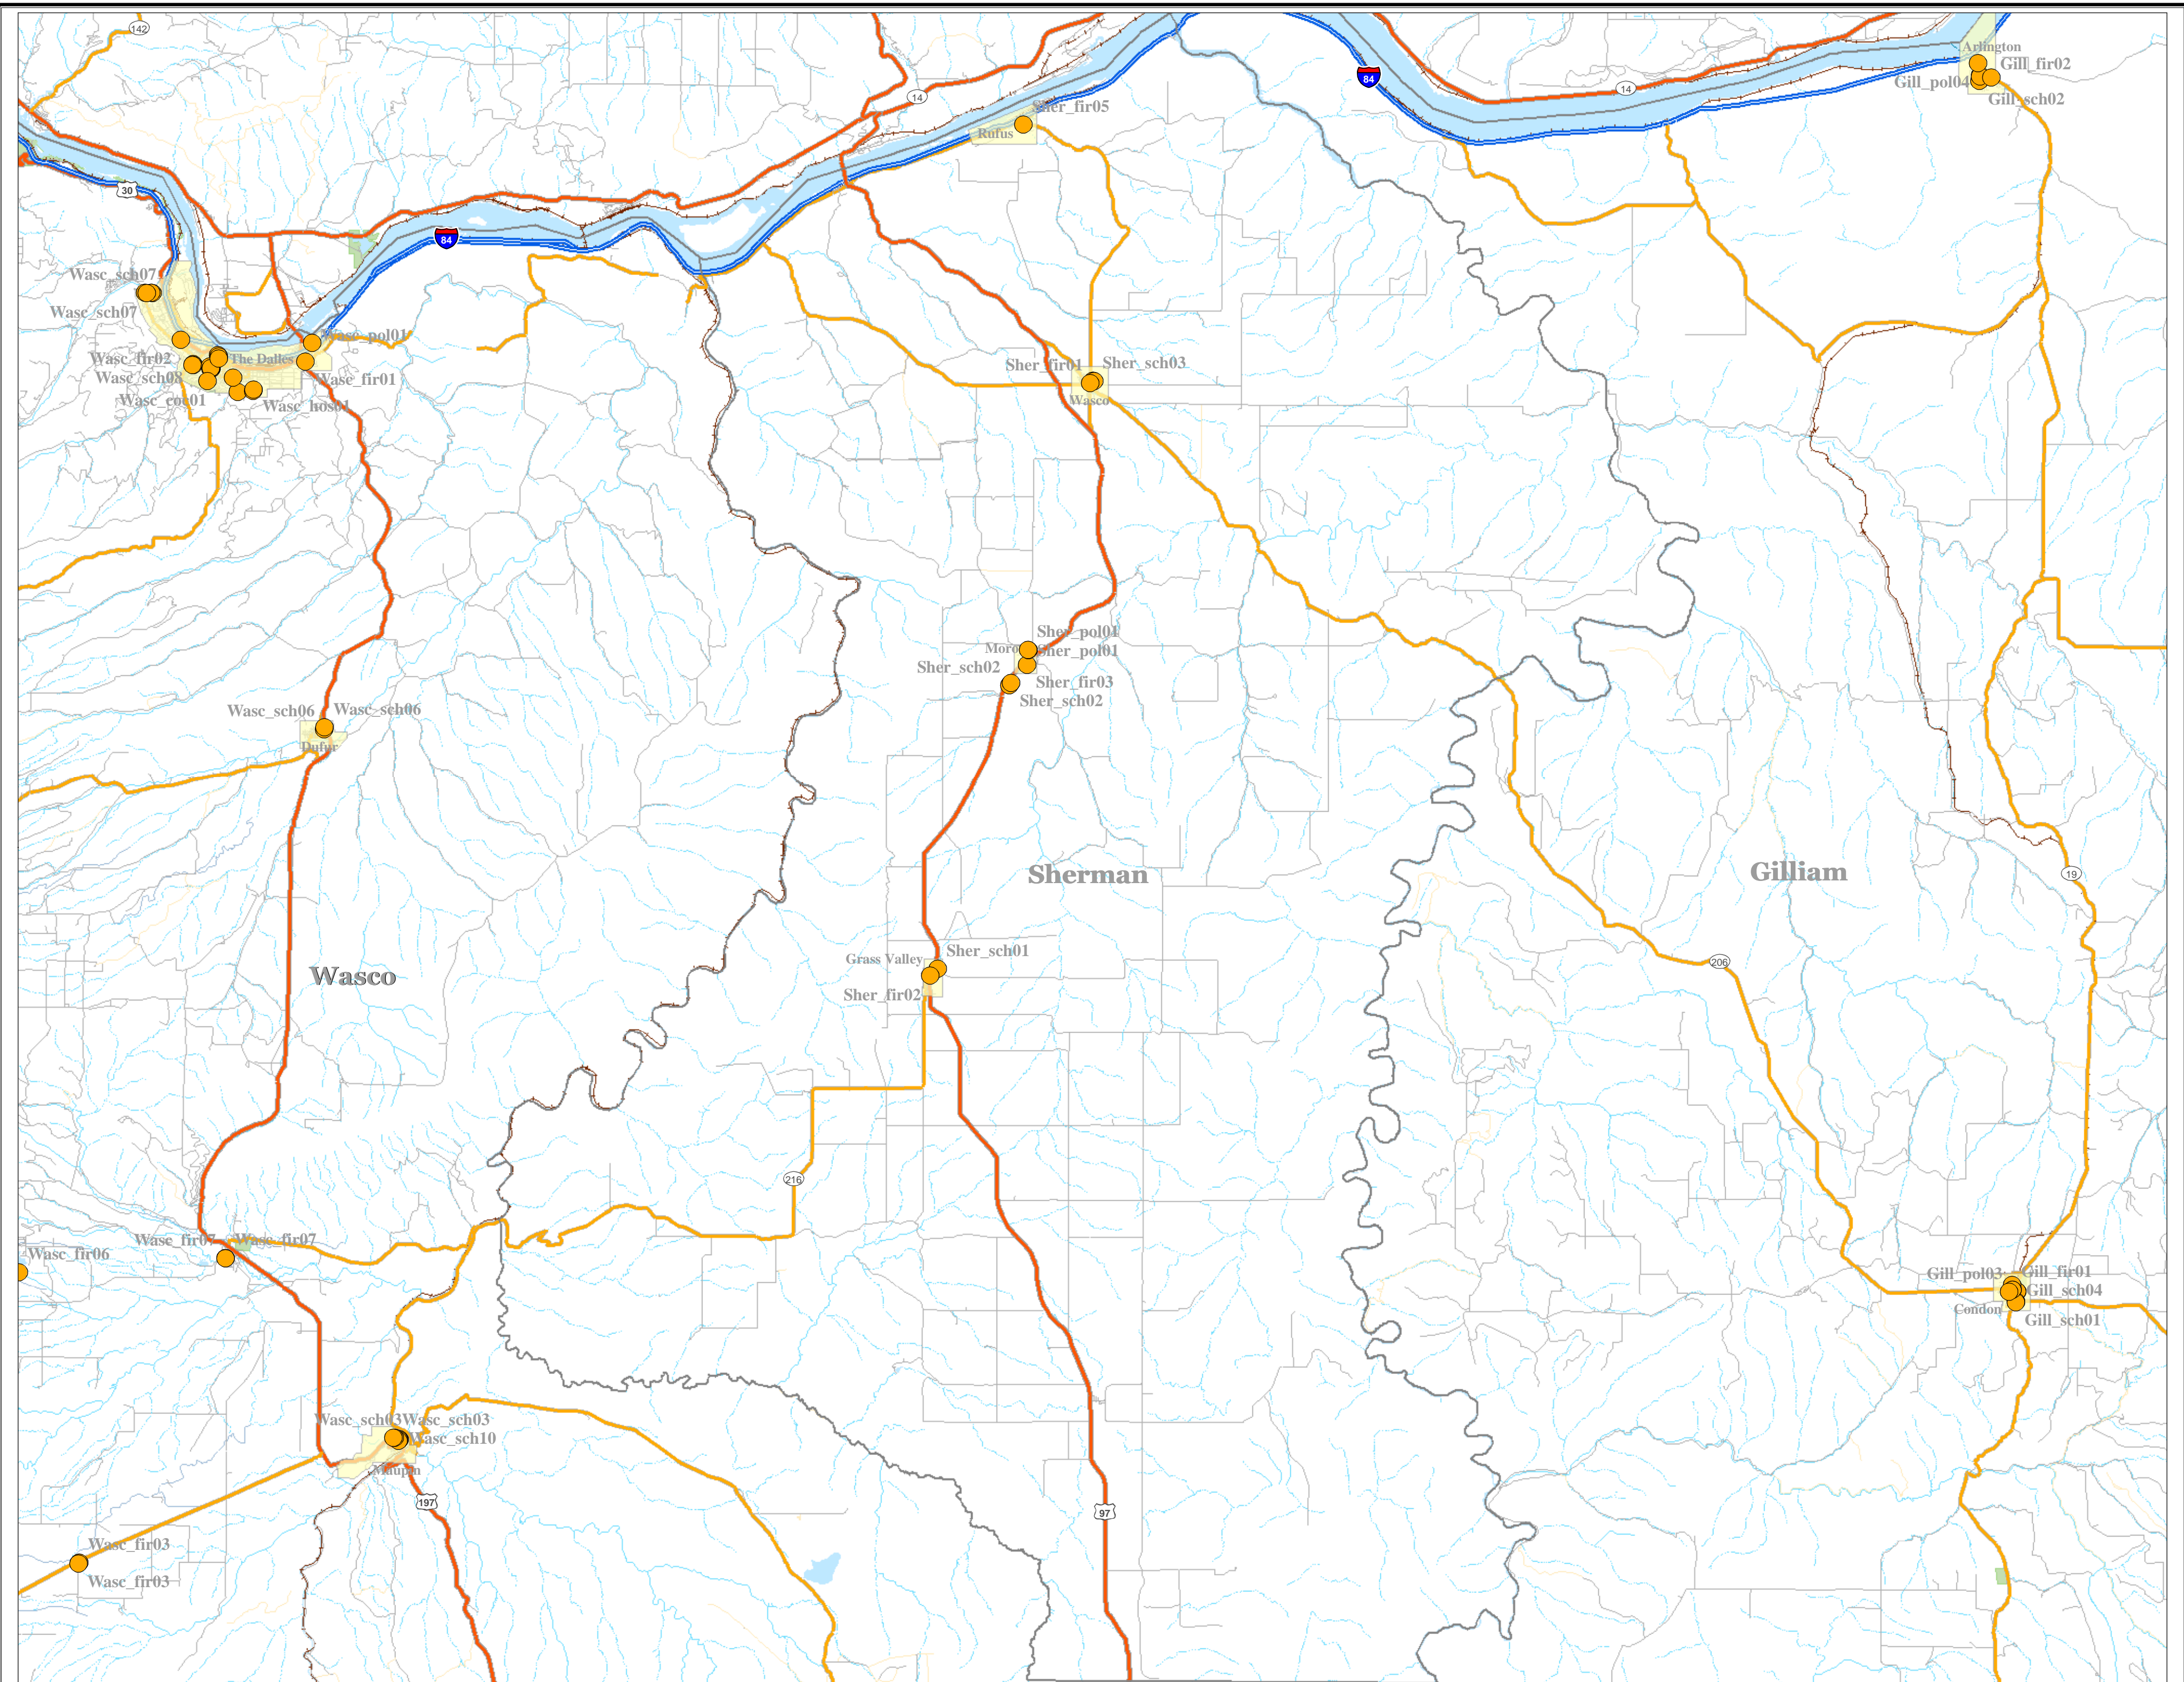 142
Arlington
Gill_fir02
84
Gill_pol04
14
14
Gill_sch02
Sher_fir05
Rufus
30
84
Wasc_sch07
Wasc_sch07
Wasc_pol01
Wasc_fir02
The Dalles
Sher_fir01
Sher_sch03
Wasc_sch08
Wasc_fir01
Wasc_eoc01
Wasc_hos01
Wasco
Sher_pol01
Moro
Sher_pol01
Sher_sch02
Sher_fir03
Sher_sch02
Wasc_sch06
Wasc_sch06
Dufur
Sherman
Gilliam
19
Sher_sch01
Grass Valley
206
Wasco
Sher_fir02
216
Wasc_fir07
Wasc_fir07
Wasc_fir06
Gill_pol03
Gill_fir01
Gill_sch04
Condon
Gill_sch01
Wasc_sch03
Wasc_sch03
Wasc_sch10
Maupin
197
97
Wasc_fir03
Wasc_fir03